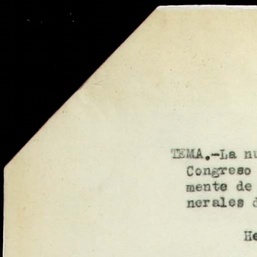 TEMA.-La nu
Congreso
mente de
nerales d
He